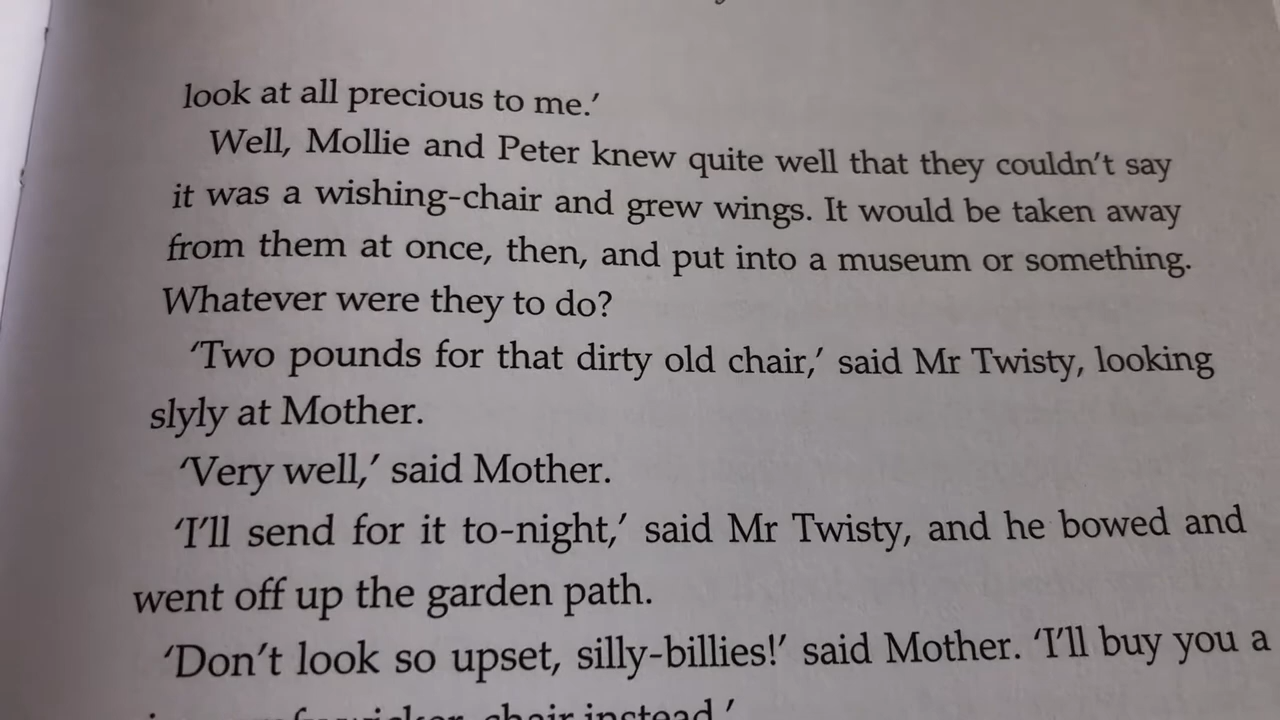 look at all precious to me.’
Well, Mollie and Peter knew quite well that they couldn’t say
it was a wishing-chair and grew wings. It would be taken away
from them at once, then, and put into a museum or something.
Whatever were they to do?
‘Two pounds for that dirty old chair,’ said Mr Twisty, looking
slyly at Mother.
‘Very well,’ said Mother.
‘I’ll send for it to-night,’ said Mr Twisty, and he bowed and
went off up the garden path.
‘Don’t look so upset, silly-billies!’ said Mother. ‘I’ll buy you a
chair instead.’